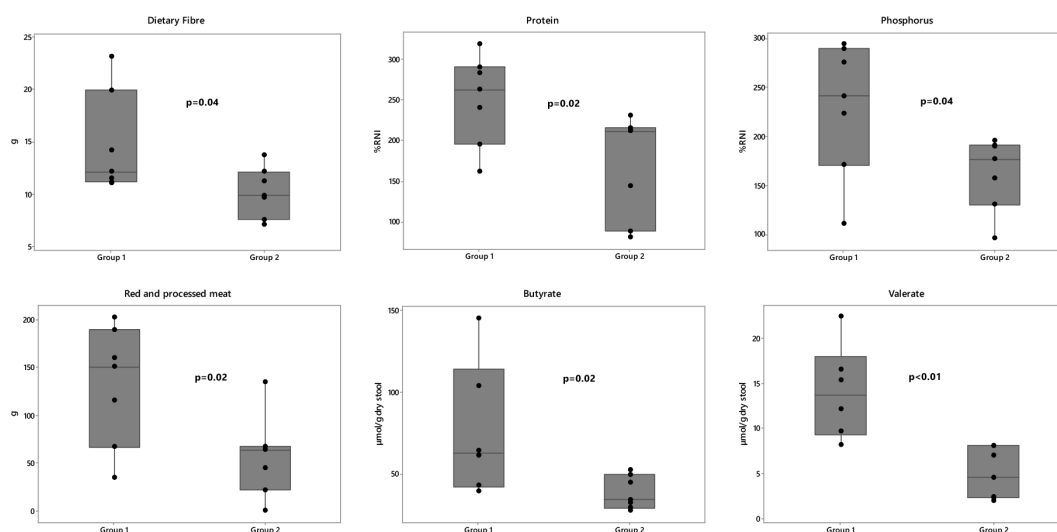 Dietary Fibre
25
20
15
10
5
g
p=0.04
Group 1
Group 2
Protein
300
250
200
150
100
%RNI
p=0.02
Group 1
Group 2
Phosphorus
300
250
200
150
100
%RNI
p=0.04
Group 1
Group 2
Red and processed meat
200
150
100
50
0
g
p=0.02
Group 1
Group 2
Butyrate
150
100
50
µmol/g dry stool
p=0.02
Group 1
Group 2
Valerate
20
15
10
5
0
µmol/g dry stool
p<0.01
Group 1
Group 2